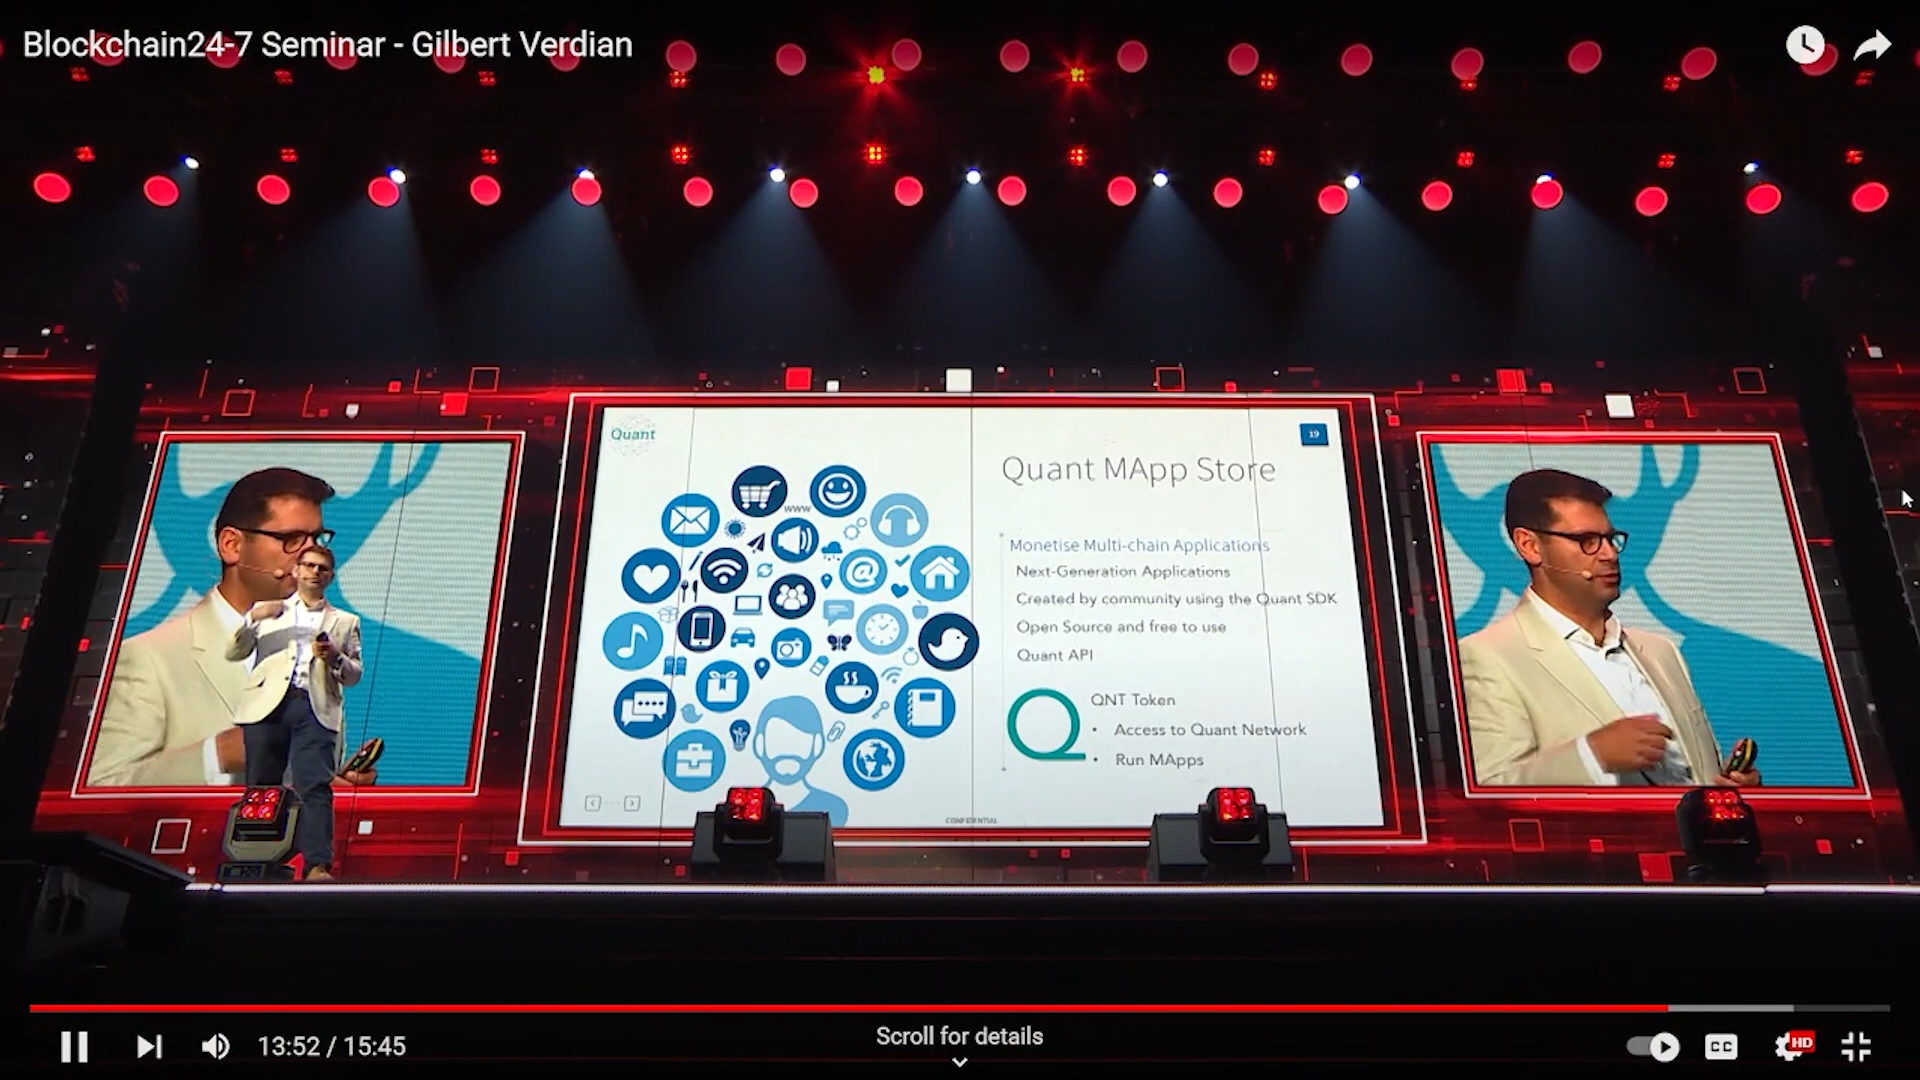 Blockchain24-7 Seminar - Gilbert Verdian
Quant
19
Quant MApp Store
www
Monetise Multi-chain Applications
Next-Generation Applications
Created by community using the Quant SDK
Open Source and free to use
Quant API
QNT Token
• Access to Quant Network
• Run MApps
CONFIDENTIAL
13:52 / 15:45
Scroll for details
CC
HD